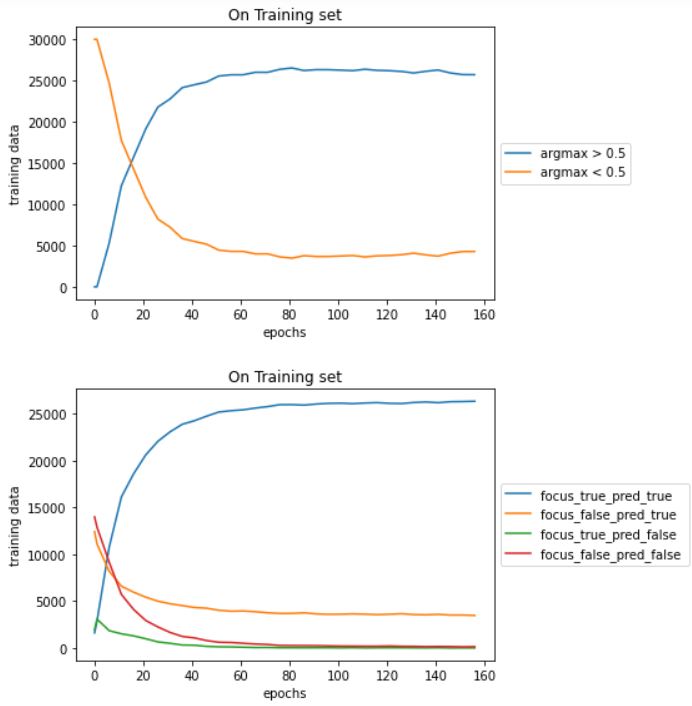 On Training set
30000
25000
20000
15000
10000
5000
0
training data
0 20 40 60 80 100 120 140 160
epochs
argmax > 0.5
argmax < 0.5
On Training set
25000
20000
15000
10000
5000
0
training data
0 20 40 60 80 100 120 140 160
epochs
focus_true_pred_true
focus_false_pred_true
focus_true_pred_false
focus_false_pred_false